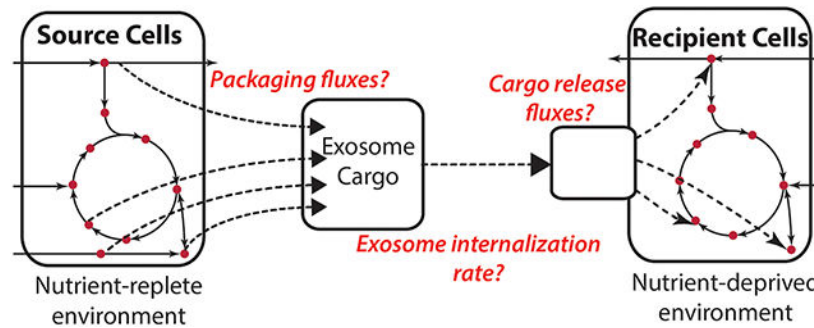 Source Cells
Packaging fluxes?
Exosome
Cargo
Nutrient-replete
environment
Exosome internalization
rate?
Cargo release
fluxes?
Recipient Cells
Nutrient-deprived
environment